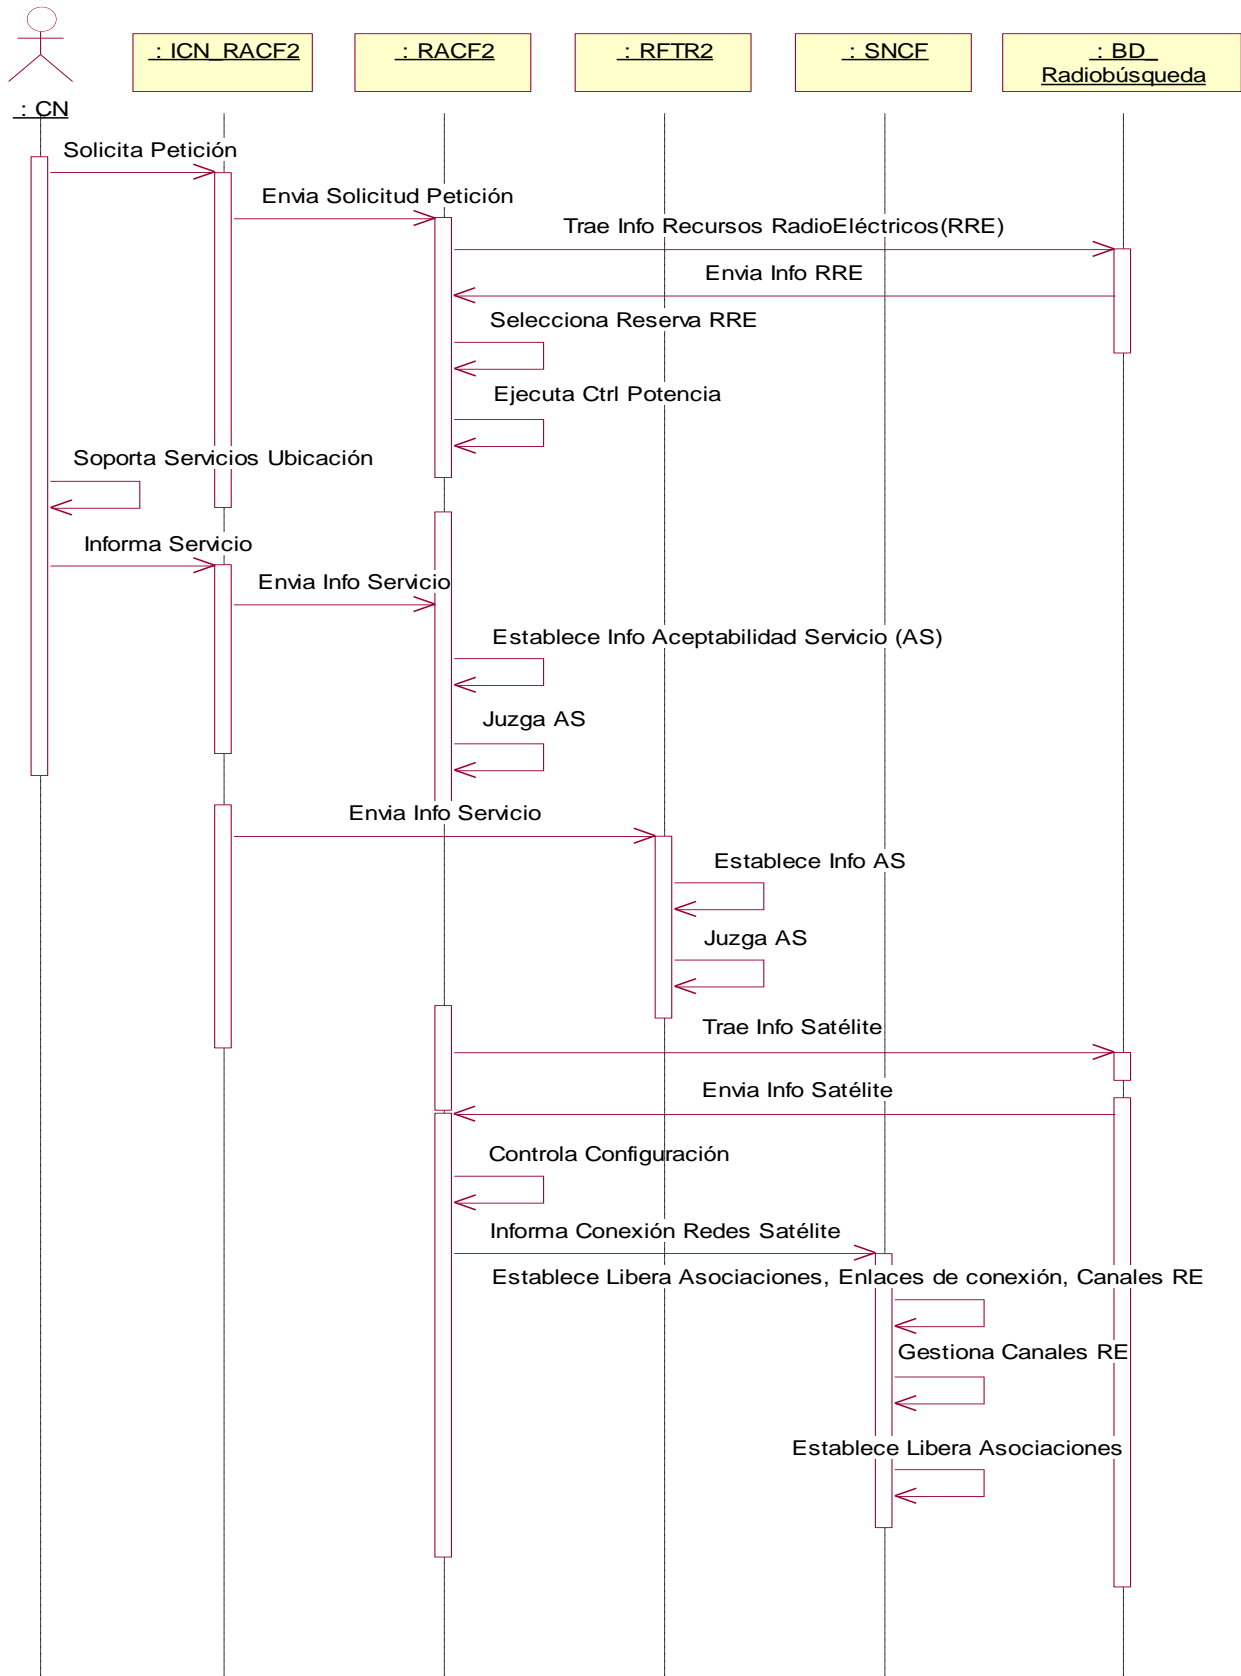 : CN
: ICN_RACF2
: RACF2
: RFTR2
: SNCF
: BD_
Radiobúsqueda
Solicita Petición
Envia Solicitud Petición
Trae Info Recursos RadioEléctricos(RRE)
Envia Info RRE
Selecciona Reserva RRE
Ejecuta Ctrl Potencia
Soporta Servicios Ubicación
Informa Servicio
Envia Info Servicio
Establece Info Aceptabilidad Servicio (AS)
Juzga AS
Envia Info Servicio
Establece Info AS
Juzga AS
Trae Info Satélite
Envia Info Satélite
Controla Configuración
Informa Conexión Redes Satélite
Establece Libera Asociaciones, Enlaces de conexión, Canales RE
Gestiona Canales RE
Establece Libera Asociaciones